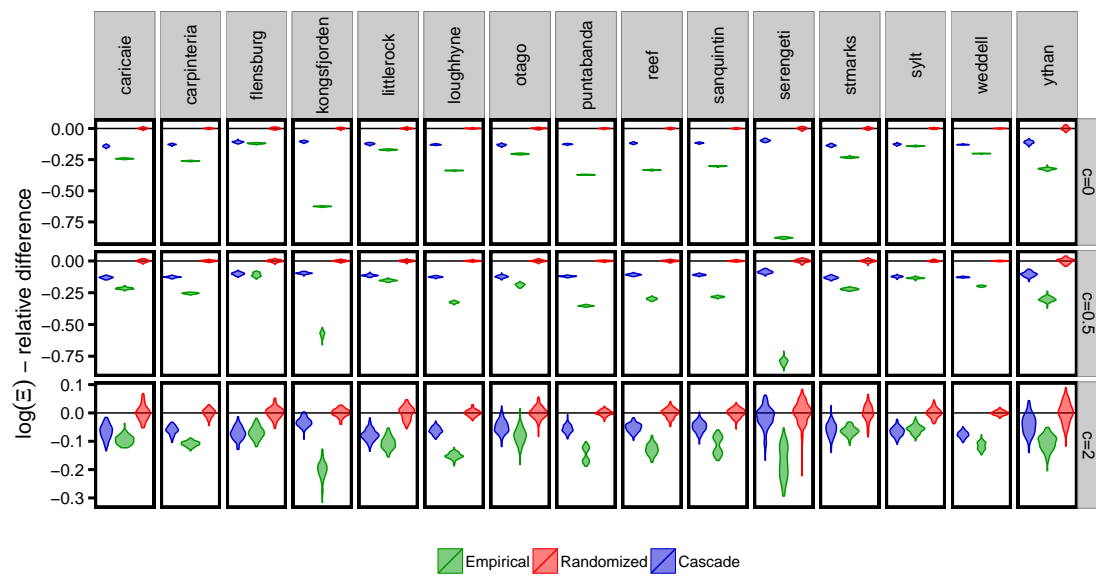 caricaie carpinteria flensburg kongsfjorden littlerock loughhyne otago puntabanda reef sanquintin serengeti stmarks sylt weddell ythan
0.00
−0.25
−0.50
−0.75
c=0
0.00
−0.25
−0.50
−0.75
c=0.5
0.1
0.0
−0.1
−0.2
−0.3
c=2
log(Ξ) − relative difference
Empirical Randomized Cascade